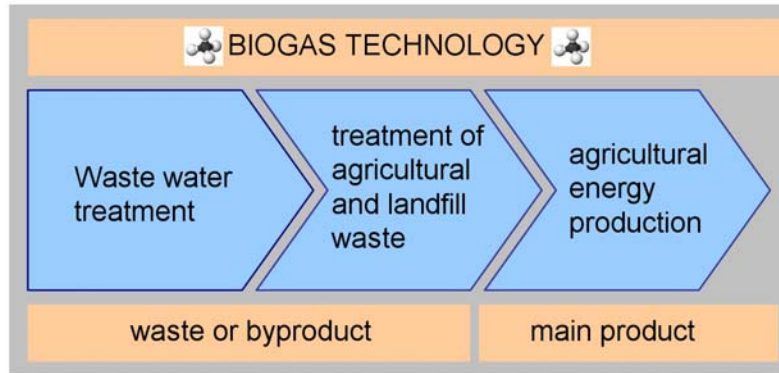 BIOGAS TECHNOLOGY
Waste water
treatment
treatment of
agricultural
and landfill
waste
agricultural
energy
production
waste or byproduct
main product